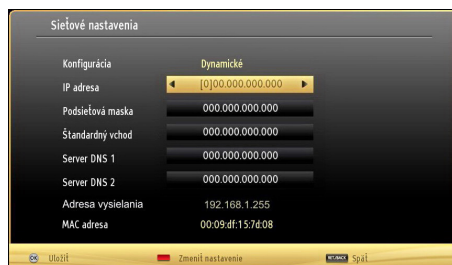 Sieťové nastavenia
Konfigurácia Dynamické
IP adresa [0]00.000.000.000
Podsieťová maska 000.000.000.000
Štandardný vchod 000.000.000.000
Server DNS 1 000.000.000.000
Server DNS 2 000.000.000.000
Adresa vysielania 192.168.1.255
MAC adresa 00:09:df:15:7d:08
OK Uložiť Zmeniť nastavenie RET./BACK Späť